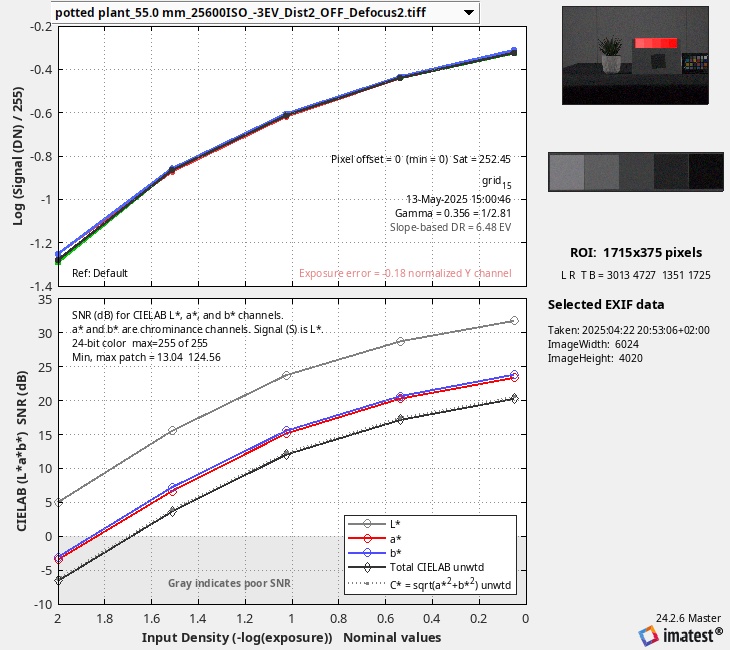 potted plant_55.0 mm_25600ISO_-3EV_Dist2_OFF_Defocus2.tiff
-0.2
-0.4
-0.6
-0.8
-1
-1.2
-1.4
Log (Signal (DN) / 255)
Pixel offset = 0 (min = 0) Sat = 252.45
grid15
13-May-2025 15:00:46
Gamma = 0.356 = 1/2.81
Slope-based DR = 6.48 EV
Ref: Default
Exposure error = -0.18 normalized Y channel
35
30
25
20
15
10
5
0
-5
-10
CIELAB (L*a*b*) SNR (dB)
SNR (dB) for CIELAB L*, a*, and b* channels.
a* and b* are chrominance channels. Signal (S) is L*.
24-bit color max=255 of 255
Min, max patch = 13.04 124.56
L*
a*
b*
Total CIELAB unwtd
C* = sqrt(a*2+b*2) unwtd
Gray indicates poor SNR
2 1.8 1.6 1.4 1.2 1 0.8 0.6 0.4 0.2 0
Input Density (-log(exposure)) Nominal values
ROI: 1715x375 pixels
L R T B = 3013 4727 1351 1725
Selected EXIF data
Taken: 2025:04:22 20:53:06+02:00
ImageWidth: 6024
ImageHeight: 4020
24.2.6 Master
imatest®